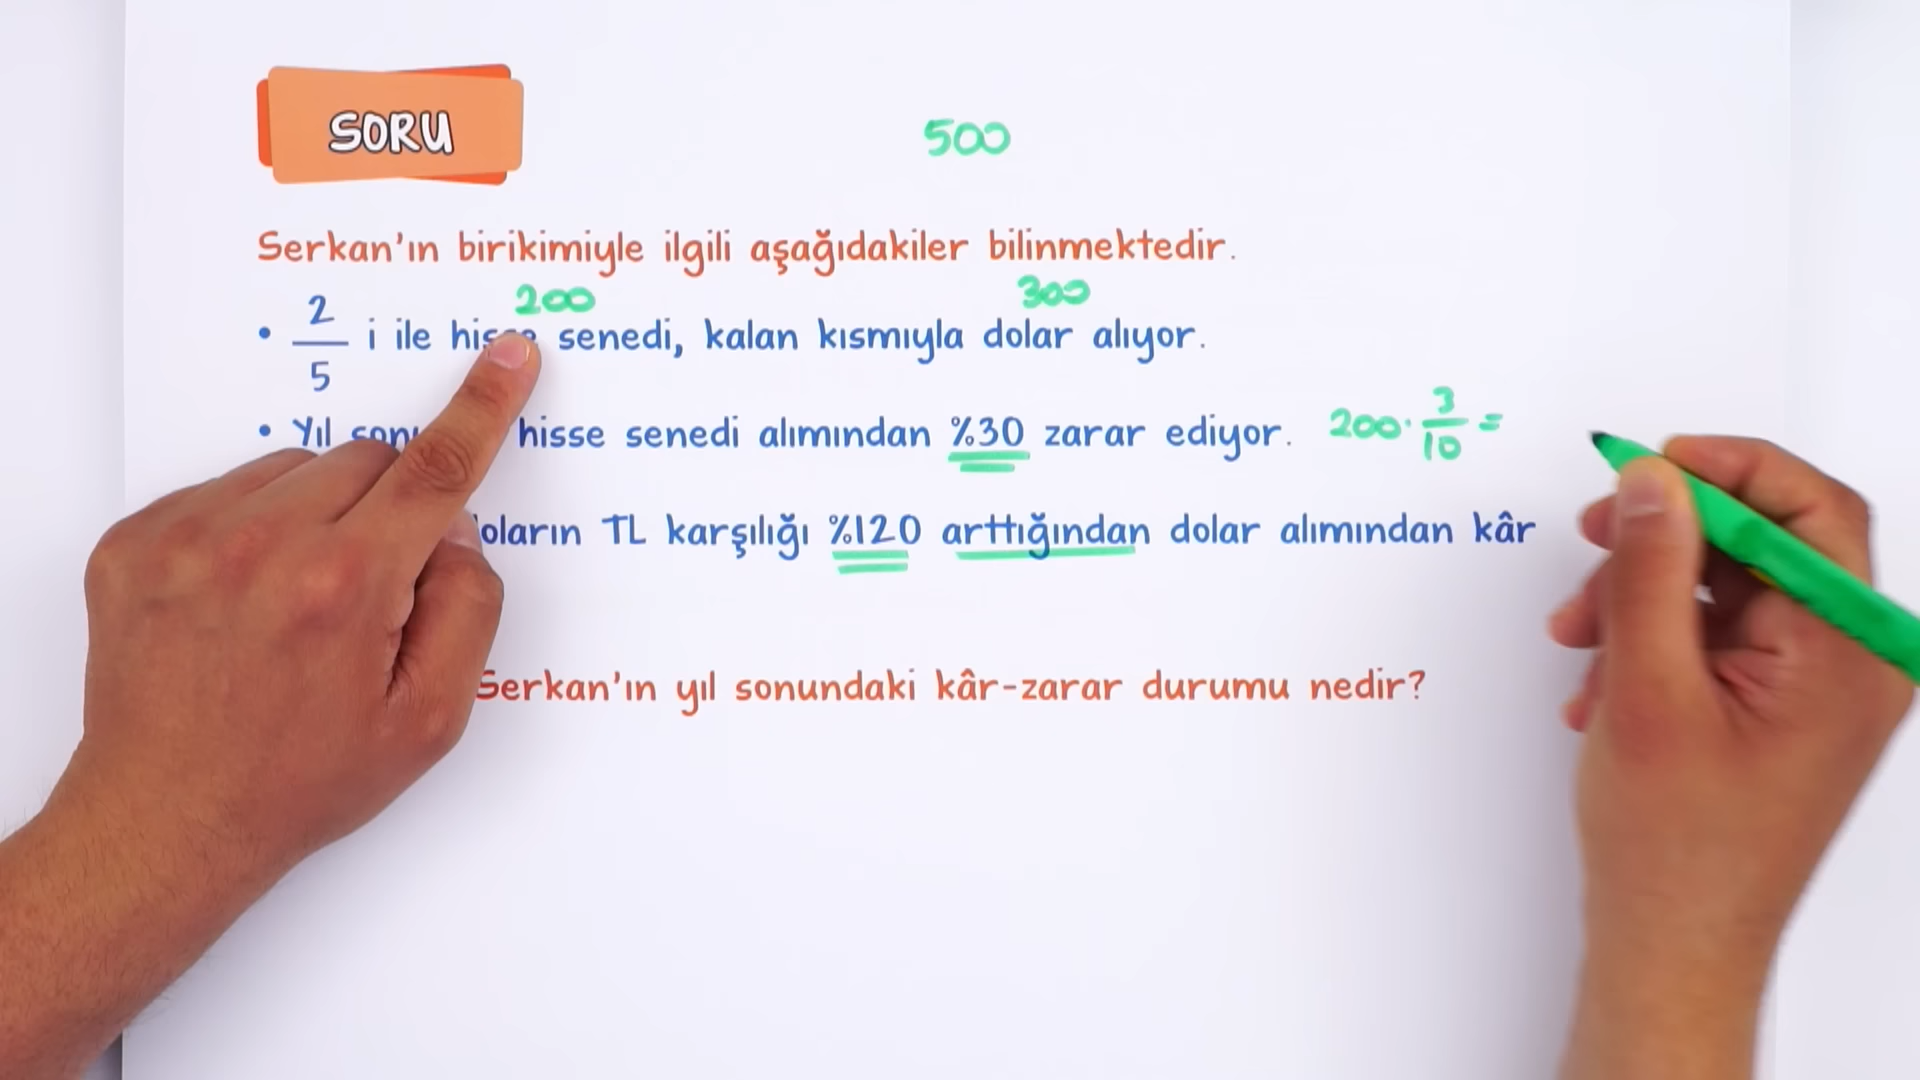 SORU
500
Serkan'ın birikimiyle ilgili aşağıdakiler bilinmektedir.
200 300
• 2/5 i ile hisse senedi, kalan kısmıyla dolar alıyor.
• Yıl hisse senedi alımından %30 zarar ediyor. 200 · 3/10 =
ların TL karşılığı %120 arttığından dolar alımından kâr
Serkan'ın yıl sonundaki kâr-zarar durumu nedir?